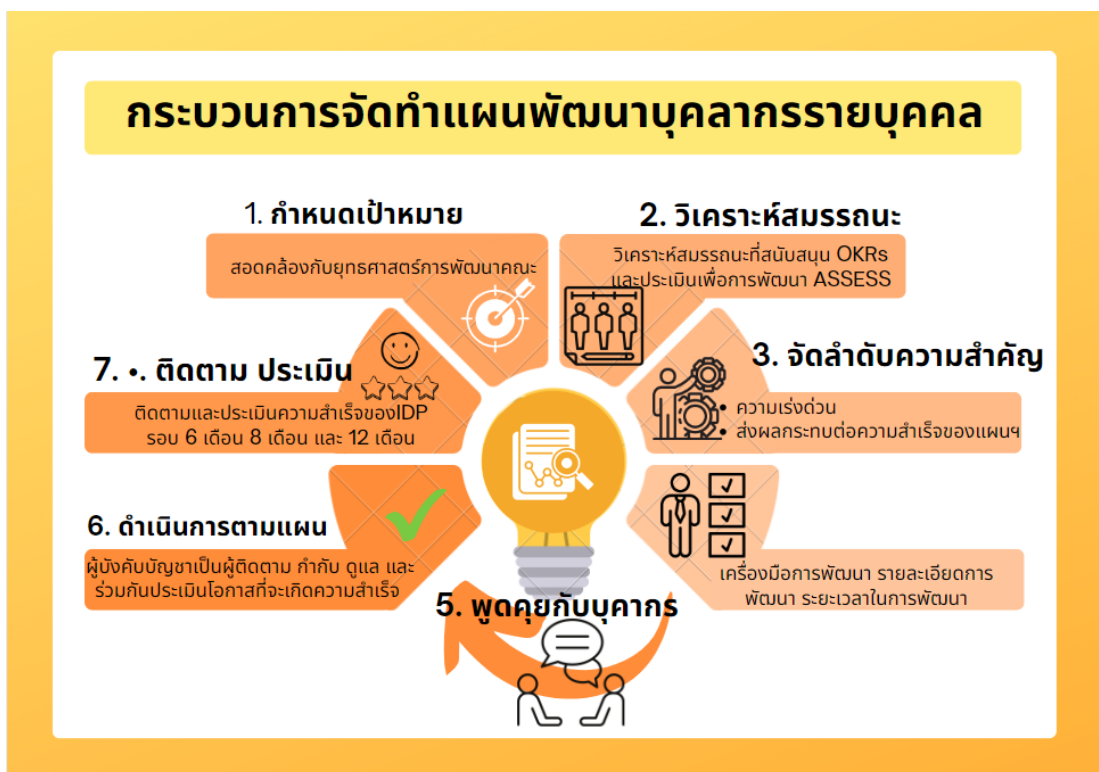 กระบวนการจัดทำแผนพัฒนาบุคลากรรายบุคคล
1. กำหนดเป้าหมาย
สอดคล้องกับยุทธศาสตร์การพัฒนาคณะ
2. วิเคราะห์สมรรถนะ
วิเคราะห์สมรรถนะที่สนับสนุน OKRs
และประเมินเพื่อการพัฒนา ASSESS
3. จัดลำดับความสำคัญ
• ความเร่งด่วน
• ส่งผลกระทบต่อความสำเร็จของแผนฯ
เครื่องมือการพัฒนา รายละเอียดการ
พัฒนา ระยะเวลาในการพัฒนา
5. พูดคุยกับบุคากร
6. ดำเนินการตามแผน
ผู้บังคับบัญชาเป็นผู้ติดตาม กำกับ ดูแล และ
ร่วมกันประเมินโอกาสที่จะเกิดความสำเร็จ
7. •. ติดตาม ประเมิน
ติดตามและประเมินความสำเร็จของIDP
รอบ 6 เดือน 8 เดือน และ 12 เดือน